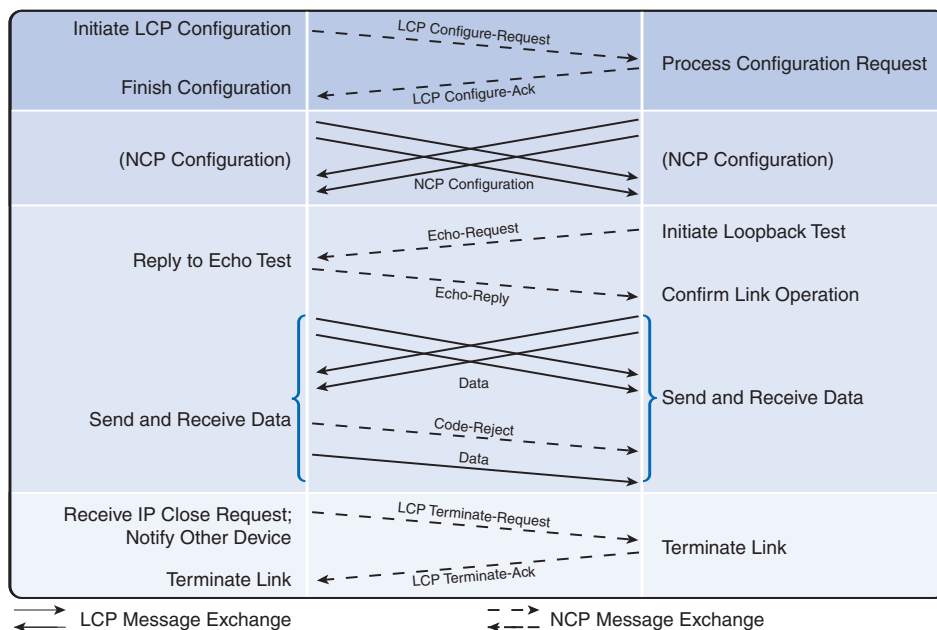 Initiate LCP Configuration
LCP Configure-Request
Process Configuration Request
Finish Configuration
LCP Configure-Ack
(NCP Configuration)
(NCP Configuration)
NCP Configuration
Echo-Request
Initiate Loopback Test
Reply to Echo Test
Echo-Reply
Confirm Link Operation
Data
Send and Receive Data
Send and Receive Data
Code-Reject
Data
Receive IP Close Request;
Notify Other Device
LCP Terminate-Request
Terminate Link
Terminate Link
LCP Terminate-Ack
LCP Message Exchange
NCP Message Exchange